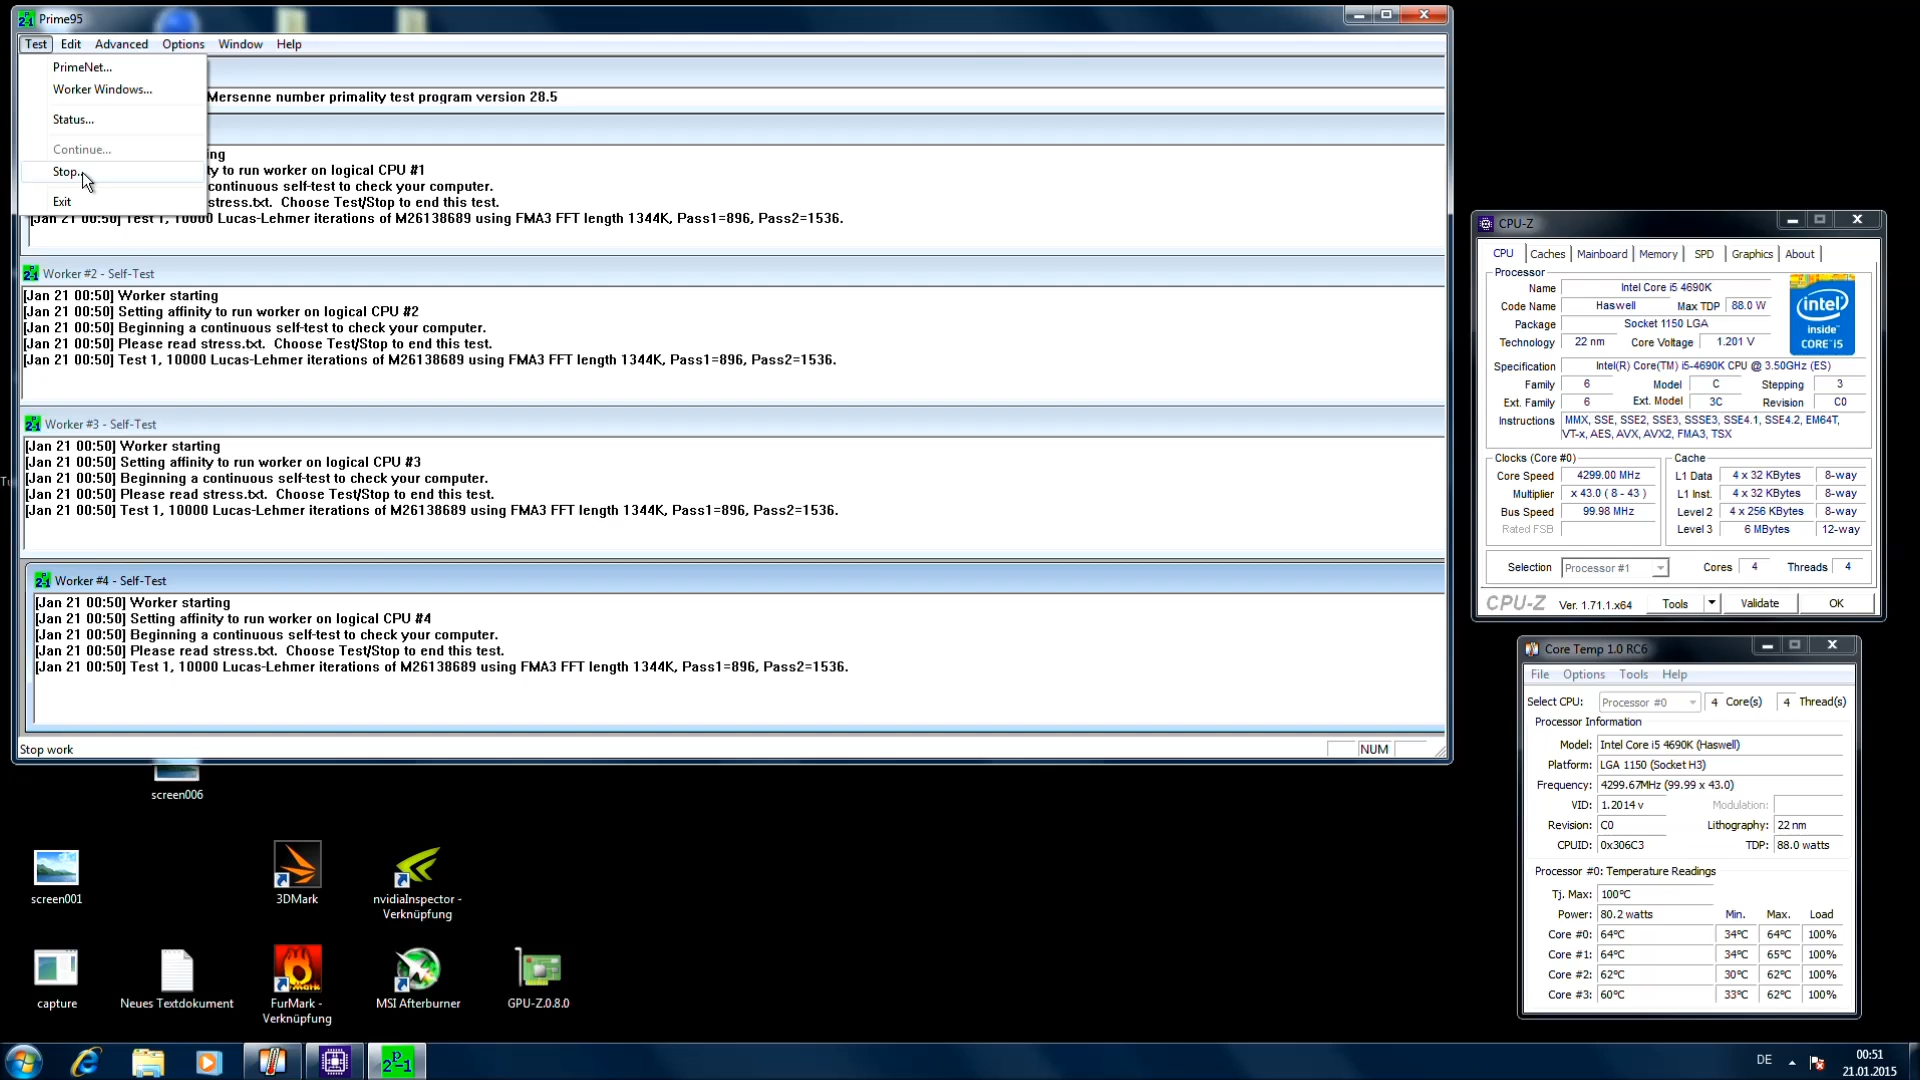 Prime95
Test Edit Advanced Options Window Help
PrimeNet...
Worker Windows...
Status...
Continue...
Stop...
Exit
Mersenne number primality test program version 28.5
ing
ty to run worker on logical CPU #1
continuous self-test to check your computer.
stress.txt. Choose Test/Stop to end this test.
[Jan 21 00:50] Test 1, 10000 Lucas-Lehmer iterations of M26138689 using FMA3 FFT length 1344K, Pass1=896, Pass2=1536.
Worker #2 - Self-Test
[Jan 21 00:50] Worker starting
[Jan 21 00:50] Setting affinity to run worker on logical CPU #2
[Jan 21 00:50] Beginning a continuous self-test to check your computer.
[Jan 21 00:50] Please read stress.txt. Choose Test/Stop to end this test.
[Jan 21 00:50] Test 1, 10000 Lucas-Lehmer iterations of M26138689 using FMA3 FFT length 1344K, Pass1=896, Pass2=1536.
Worker #3 - Self-Test
[Jan 21 00:50] Worker starting
[Jan 21 00:50] Setting affinity to run worker on logical CPU #3
[Jan 21 00:50] Beginning a continuous self-test to check your computer.
[Jan 21 00:50] Please read stress.txt. Choose Test/Stop to end this test.
[Jan 21 00:50] Test 1, 10000 Lucas-Lehmer iterations of M26138689 using FMA3 FFT length 1344K, Pass1=896, Pass2=1536.
Worker #4 - Self-Test
[Jan 21 00:50] Worker starting
[Jan 21 00:50] Setting affinity to run worker on logical CPU #4
[Jan 21 00:50] Beginning a continuous self-test to check your computer.
[Jan 21 00:50] Please read stress.txt. Choose Test/Stop to end this test.
[Jan 21 00:50] Test 1, 10000 Lucas-Lehmer iterations of M26138689 using FMA3 FFT length 1344K, Pass1=896, Pass2=1536.
Stop work NUM
CPU-Z
CPU Caches Mainboard Memory SPD Graphics About
Processor
Name Intel Core i5 4690K
Code Name Haswell Max TDP 88.0 W
Package Socket 1150 LGA
Technology 22 nm Core Voltage 1.201 V
intel inside CORE i5
Specification Intel(R) Core(TM) i5-4690K CPU @ 3.50GHz (ES)
Family 6 Model C Stepping 3
Ext. Family 6 Ext. Model 3C Revision C0
Instructions MMX, SSE, SSE2, SSE3, SSSE3, SSE4.1, SSE4.2, EM64T,
VT-x, AES, AVX, AVX2, FMA3, TSX
Clocks (Core #0) Cache
Core Speed 4299.00 MHz L1 Data 4 x 32 KBytes 8-way
Multiplier x 43.0 ( 8 - 43 ) L1 Inst. 4 x 32 KBytes 8-way
Bus Speed 99.98 MHz Level 2 4 x 256 KBytes 8-way
Rated FSB Level 3 6 MBytes 12-way
Selection Processor #1 Cores 4 Threads 4
CPU-Z Ver. 1.71.1.x64 Tools Validate OK
Core Temp 1.0 RC6
File Options Tools Help
Select CPU: Processor #0 4 Core(s) 4 Thread(s)
Processor Information
Model: Intel Core i5 4690K (Haswell)
Platform: LGA 1150 (Socket H3)
Frequency: 4299.67MHz (99.99 x 43.0)
VID: 1.2014 v Modulation:
Revision: C0 Lithography: 22 nm
CPUID: 0x306C3 TDP: 88.0 watts
Processor #0: Temperature Readings
Tj. Max: 100°C
Power: 80.2 watts Min. Max. Load
Core #0: 64°C 34°C 64°C 100%
Core #1: 64°C 34°C 65°C 100%
Core #2: 62°C 30°C 62°C 100%
Core #3: 60°C 33°C 62°C 100%
Tu
screen006
screen001
3DMark
nvidiaInspector -
Verknüpfung
capture
Neues Textdokument
FurMark -
Verknüpfung
MSI Afterburner
GPU-Z.0.8.0
DE
00:51
21.01.2015